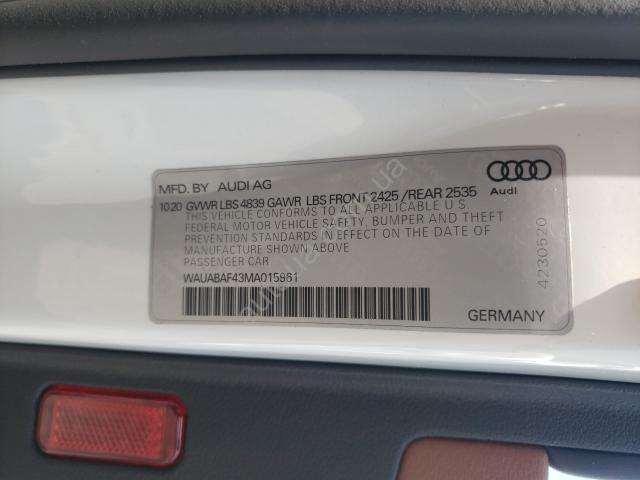 MFD. BY AUDI AG
10.20 GVWR LBS 4839 GAWR LBS FRONT 2425 / REAR 2535
THIS VEHICLE CONFORMS TO ALL APPLICABLE U.S.
FEDERAL MOTOR VEHICLE SAFETY, BUMPER AND THEFT
PREVENTION STANDARDS IN EFFECT ON THE DATE OF
MANUFACTURE SHOWN ABOVE
PASSENGER CAR
WAUABAF43MA015961
GERMANY
Audi
4230520